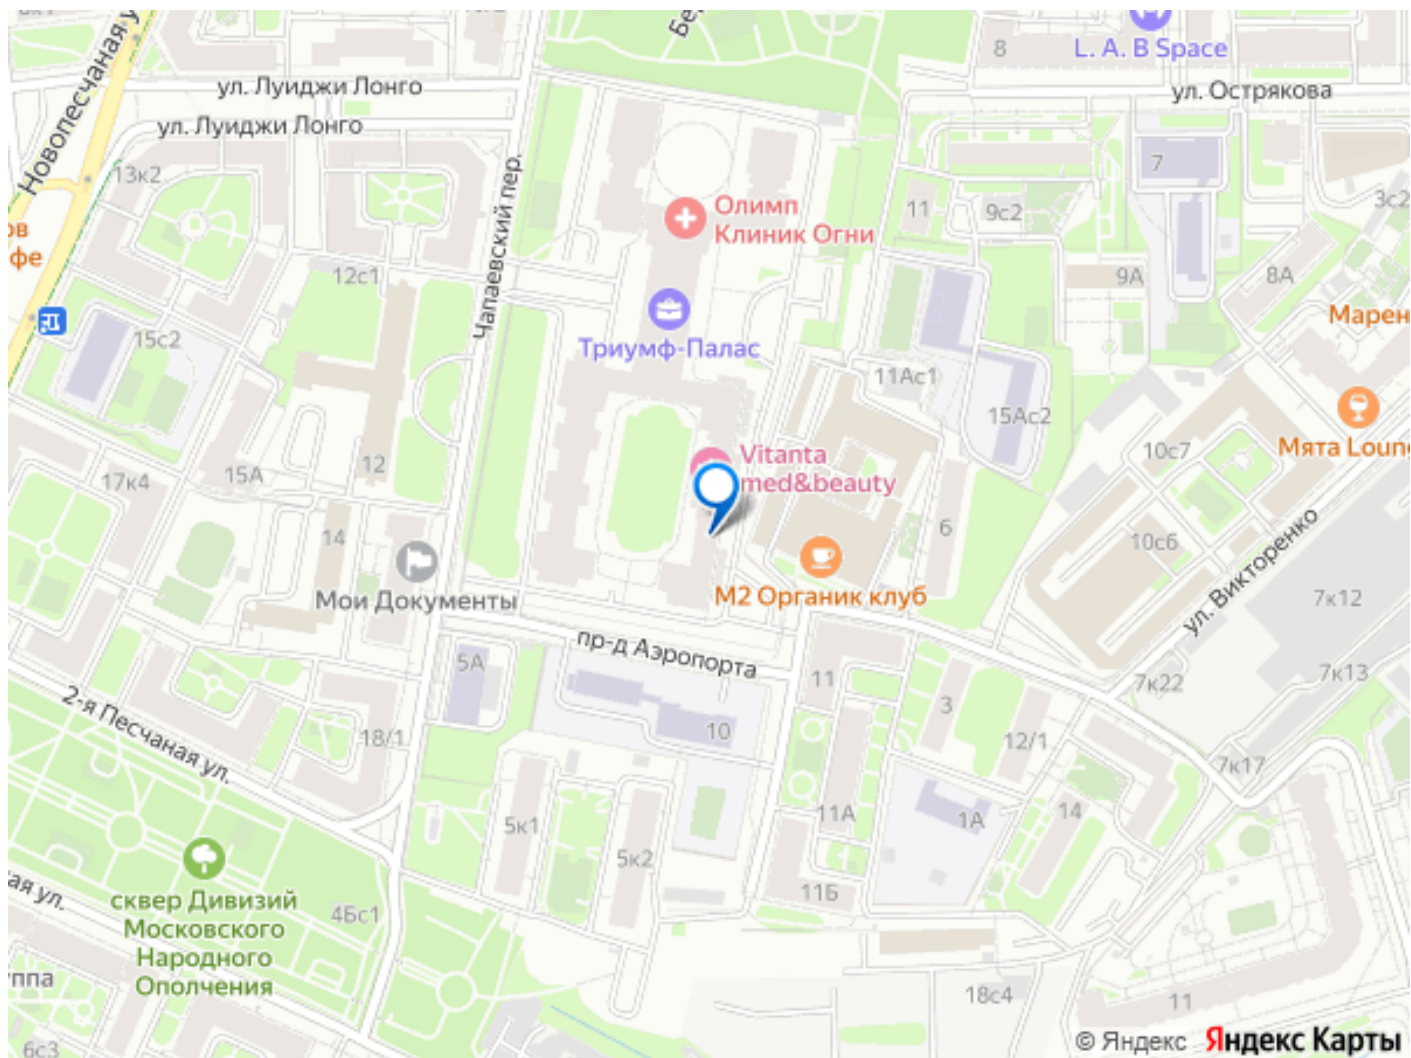 Новопесчаная у
8
L. A. B Space
ул. Луиджи Лонго
ул. Острякова
ул. Луиджи Лонго
13к2
7
Чапаевский пер.
Олимп
Клиник Огни
11
9с2
3с2
ов
фе
12с1
9А
8А
Марен
15с2
Триумф-Палас
11Ас1
15Ас2
Мята Loung
Vitanta
med&beauty
10с7
15А
12
17к4
14
6
10с6
ул. Викторенко
Мои Документы
М2 Органик клуб
7к12
пр-д Аэропорта
5А
11
7к22
7к13
2-я Песчаная ул.
3
18/1
10
12/1
7к17
5к1
11А
1А
14
5к2
11Б
ая ул.
сквер Дивизий
Московского
Народного
Ополчения
4Бс1
уппа
18с4
11
6с3
© Яндекс Яндекс Карты